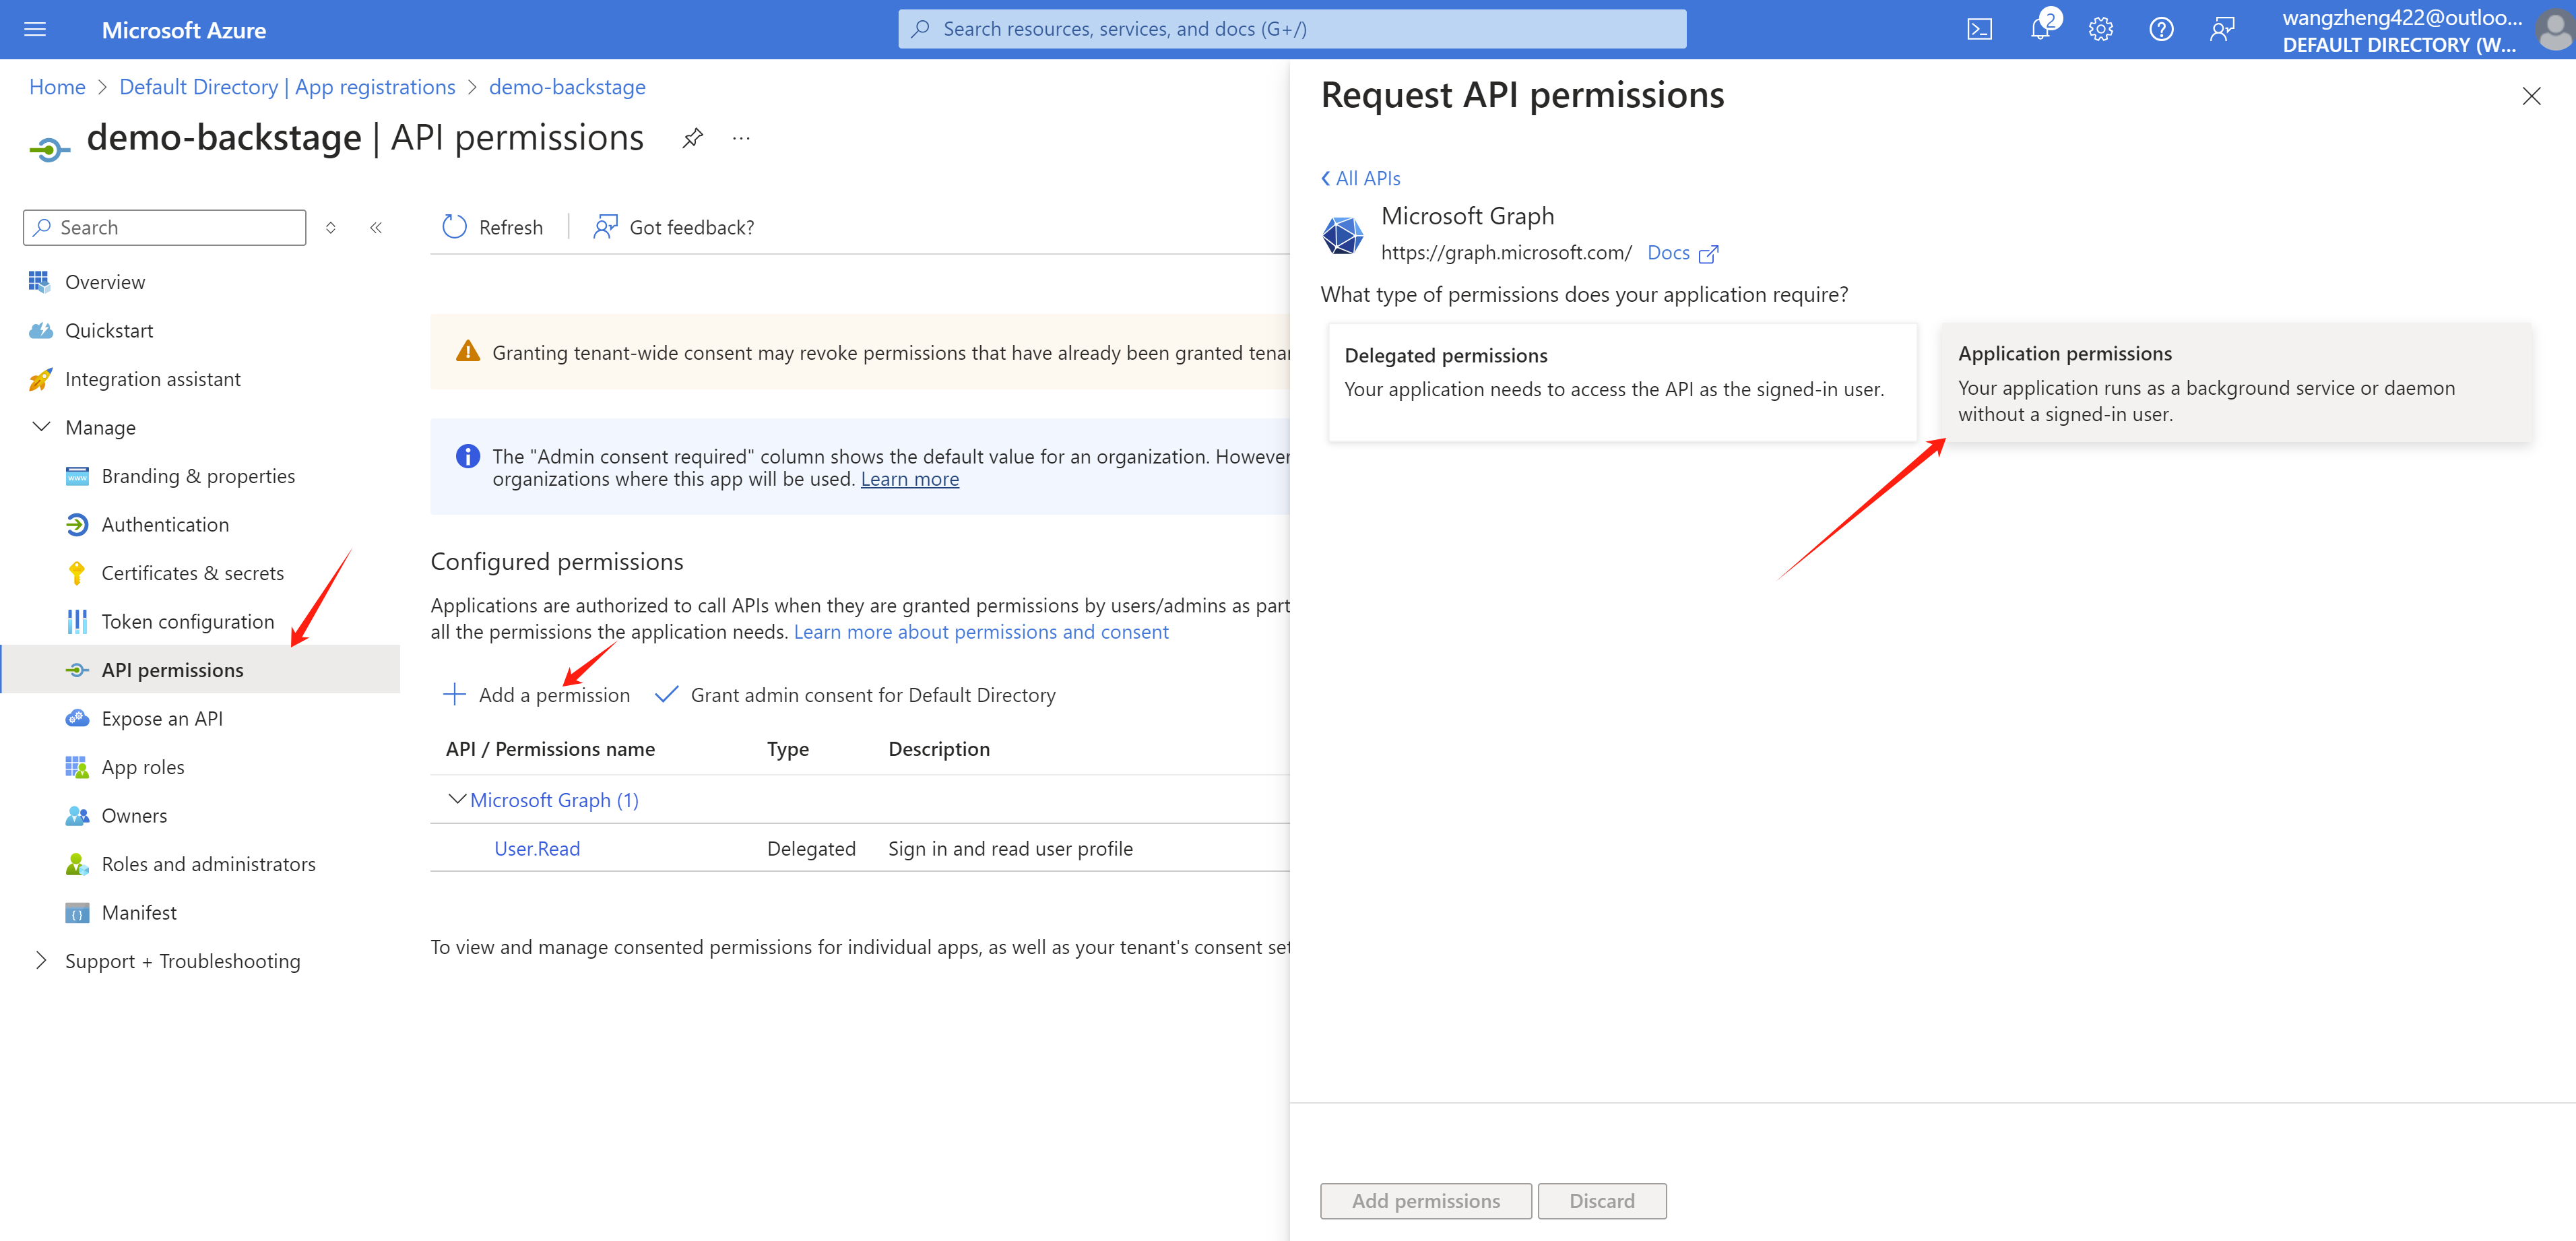 Microsoft Azure
Search resources, services, and docs (G+/)
2
wangzheng422@outloo...
DEFAULT DIRECTORY (W...
Home > Default Directory | App registrations > demo-backstage
demo-backstage | API permissions
...
Search
Overview
Quickstart
Integration assistant
Manage
Branding & properties
Authentication
Certificates & secrets
Token configuration
API permissions
Expose an API
App roles
Owners
Roles and administrators
Manifest
Support + Troubleshooting
Refresh
Got feedback?
Granting tenant-wide consent may revoke permissions that have already been granted tenan
The "Admin consent required" column shows the default value for an organization. However
organizations where this app will be used. Learn more
Configured permissions
Applications are authorized to call APIs when they are granted permissions by users/admins as part
all the permissions the application needs. Learn more about permissions and consent
Add a permission
Grant admin consent for Default Directory
API / Permissions name Type Description
Microsoft Graph (1)
User.Read Delegated Sign in and read user profile
To view and manage consented permissions for individual apps, as well as your tenant's consent set
Request API permissions
All APIs
Microsoft Graph
https://graph.microsoft.com/ Docs
What type of permissions does your application require?
Delegated permissions
Your application needs to access the API as the signed-in user.
Application permissions
Your application runs as a background service or daemon
without a signed-in user.
Add permissions
Discard